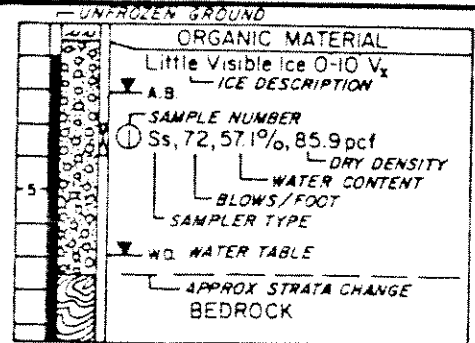 UNFROZEN GROUND
ORGANIC MATERIAL
Little Visible Ice 0-10 Vx
ICE DESCRIPTION
A.B.
SAMPLE NUMBER
Ss, 72, 57.1%, 85.9 pcf
DRY DENSITY
WATER CONTENT
5
BLOWS/FOOT
SAMPLER TYPE
W.D. WATER TABLE
APPROX STRATA CHANGE
BEDROCK